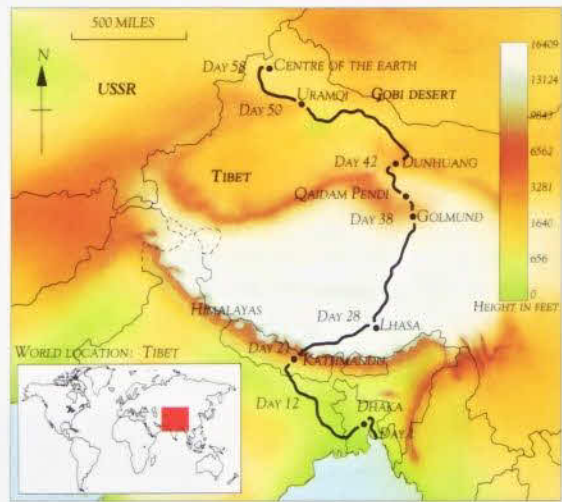 500 MILES
N
USSR
DAY 58
CENTRE OF THE EARTH
DAY 50
URAMQI
GOBI DESERT
DAY 42
DUNHUANG
TIBET
QAIDAM PENDI
DAY 38
GOLMUND
HIMALAYAS
DAY 28
LHASA
KATHMANDU
DAY 12
DHAKA
WORLD LOCATION: TIBET
16409
13124
9843
6562
3281
1640
656
0
HEIGHT IN FEET